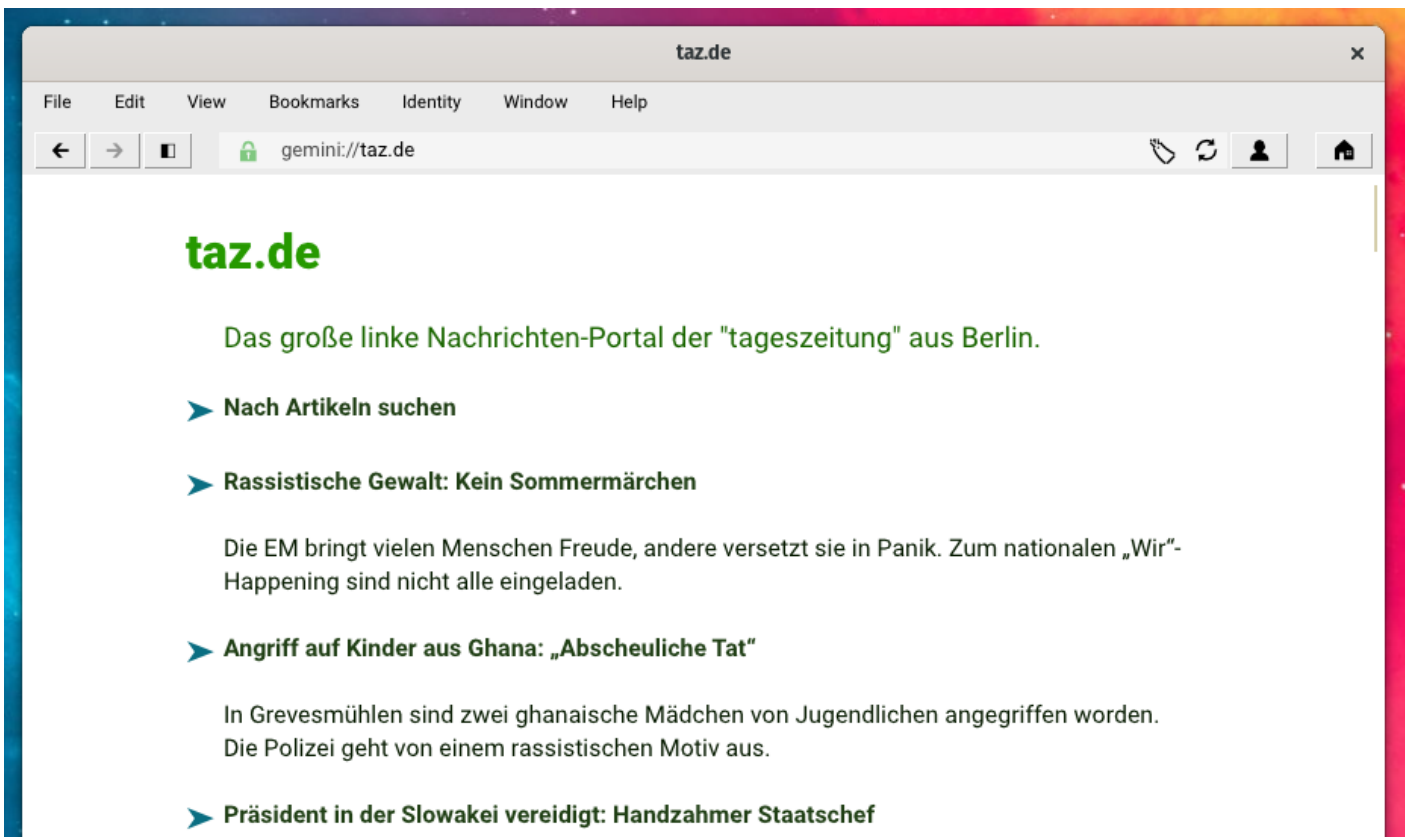 taz.de
File Edit View Bookmarks Identity Window Help
gemini://taz.de
taz.de
Das große linke Nachrichten-Portal der "tageszeitung" aus Berlin.
Nach Artikeln suchen
Rassistische Gewalt: Kein Sommermärchen
Die EM bringt vielen Menschen Freude, andere versetzt sie in Panik. Zum nationalen „Wir“-
Happening sind nicht alle eingeladen.
Angriff auf Kinder aus Ghana: „Abscheuliche Tat“
In Grevesmühlen sind zwei ghanaische Mädchen von Jugendlichen angegriffen worden.
Die Polizei geht von einem rassistischen Motiv aus.
Präsident in der Slowakei vereidigt: Handzahmer Staatschef